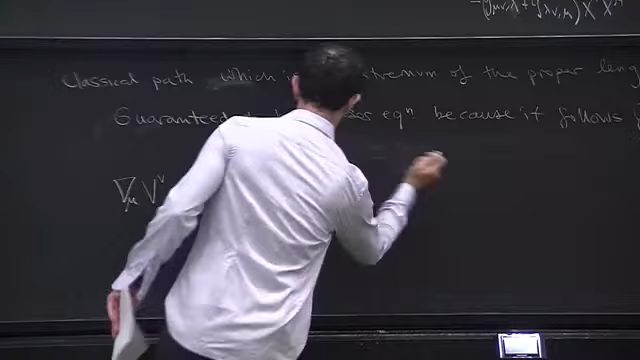 -(g_{μν,λ} + g_{λν,μ}) Ẋ^λ Ẋ^μ
Classical path which is extremum of the proper leng
Guaranteed eqⁿ because it follows
∇_μ V^ν